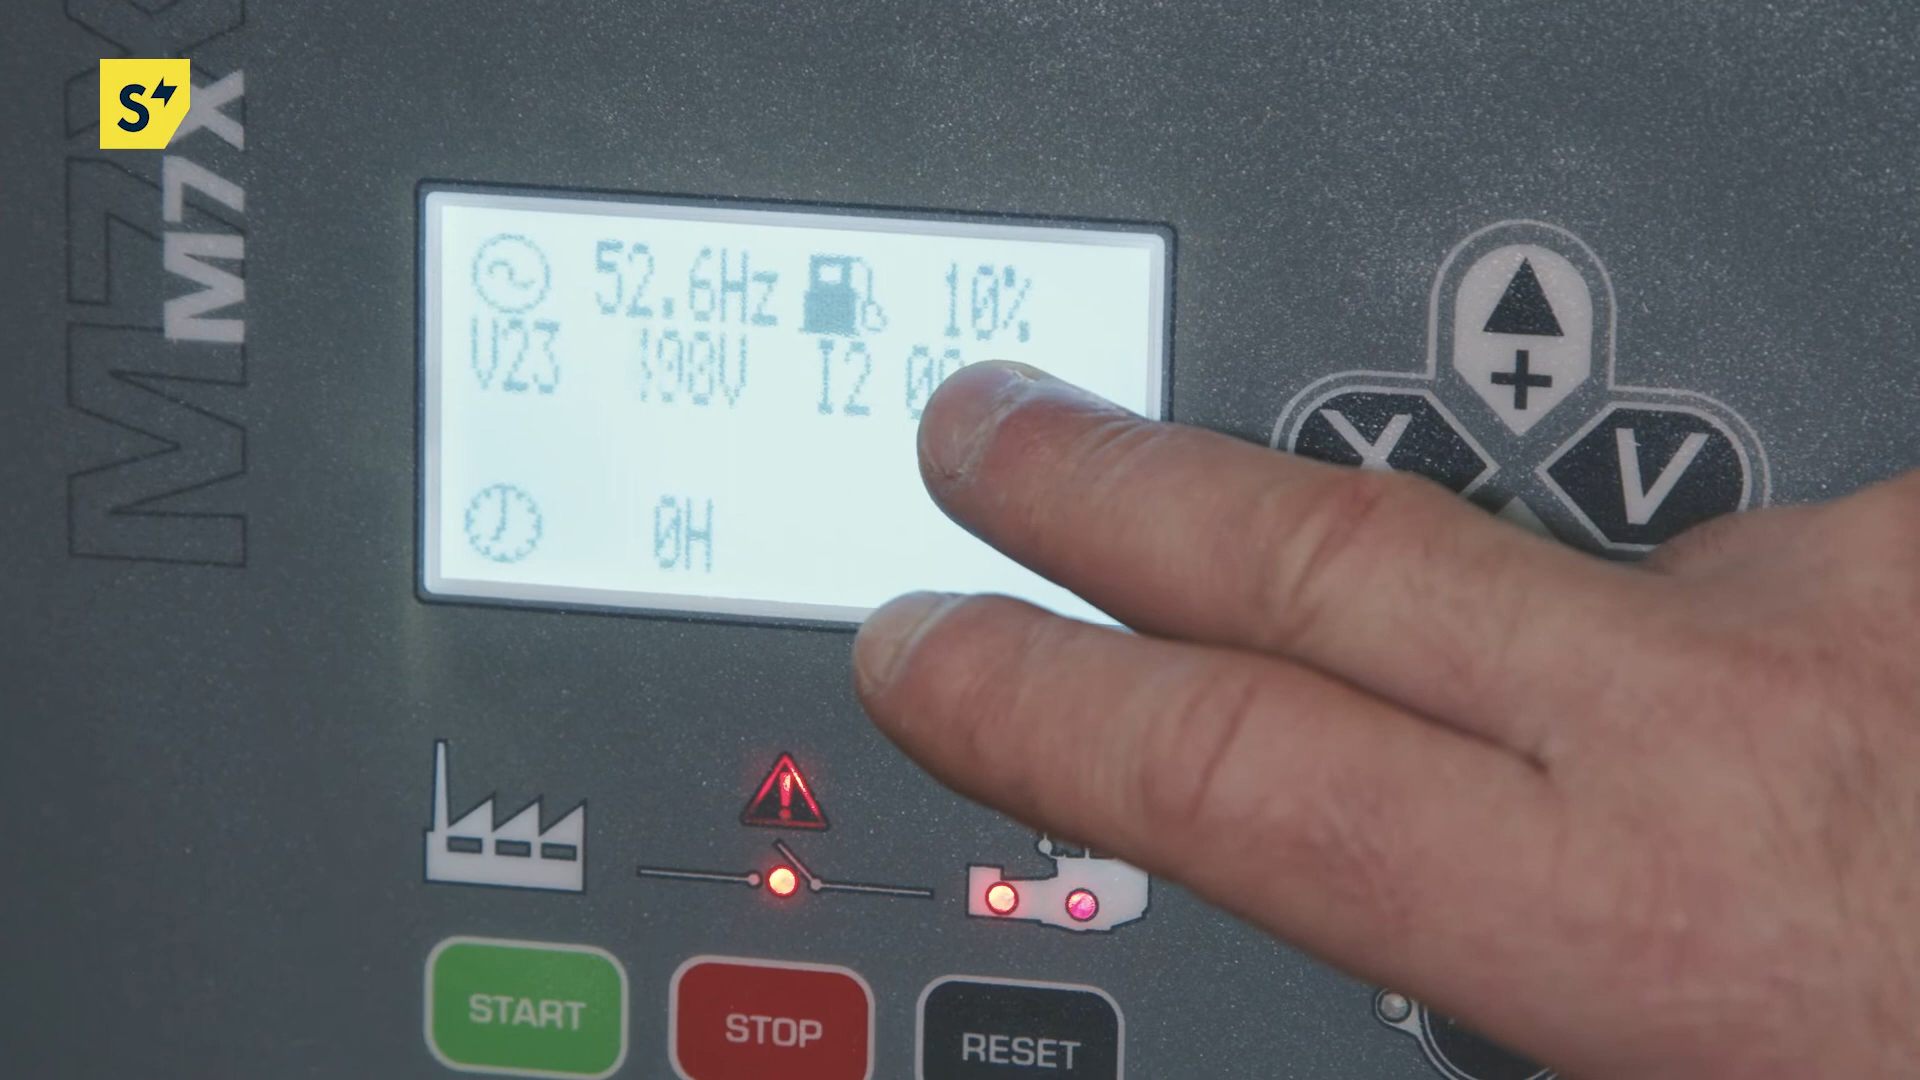 M7X
M7X
S
52.6Hz 10%
V23 I2
0H
X V
START STOP RESET